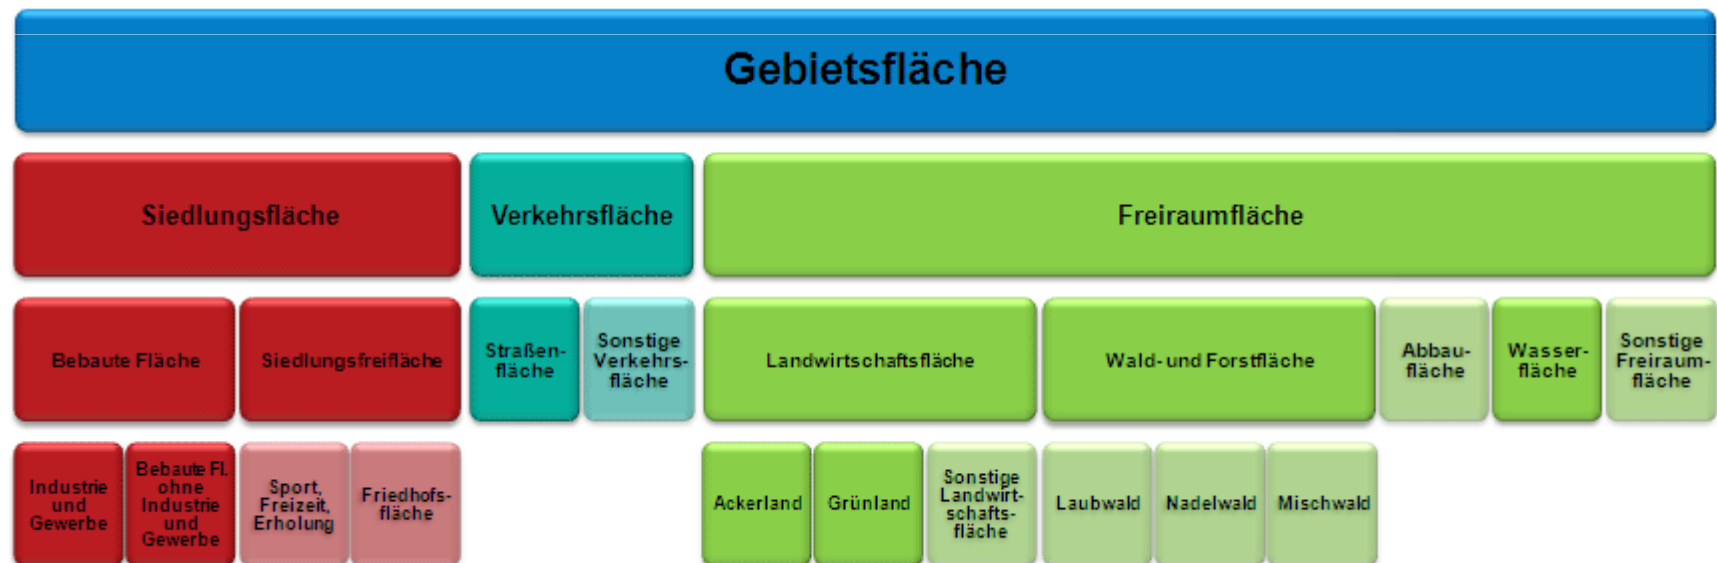 Gebietsfläche
Siedlungsfläche
Verkehrsfläche
Freiraumfläche
Bebaute Fläche
Siedlungsfreifläche
Straßen-
fläche
Sonstige
Verkehrs-
fläche
Landwirtschaftsfläche
Wald- und Forstfläche
Abbau-
fläche
Wasser-
fläche
Sonstige
Freiraum-
fläche
Industrie
und
Gewerbe
Bebaute Fl.
ohne
Industrie
und
Gewerbe
Sport,
Freizeit,
Erholung
Friedhofs-
fläche
Ackerland
Grünland
Sonstige
Landwirt-
schafts-
fläche
Laubwald
Nadelwald
Mischwald